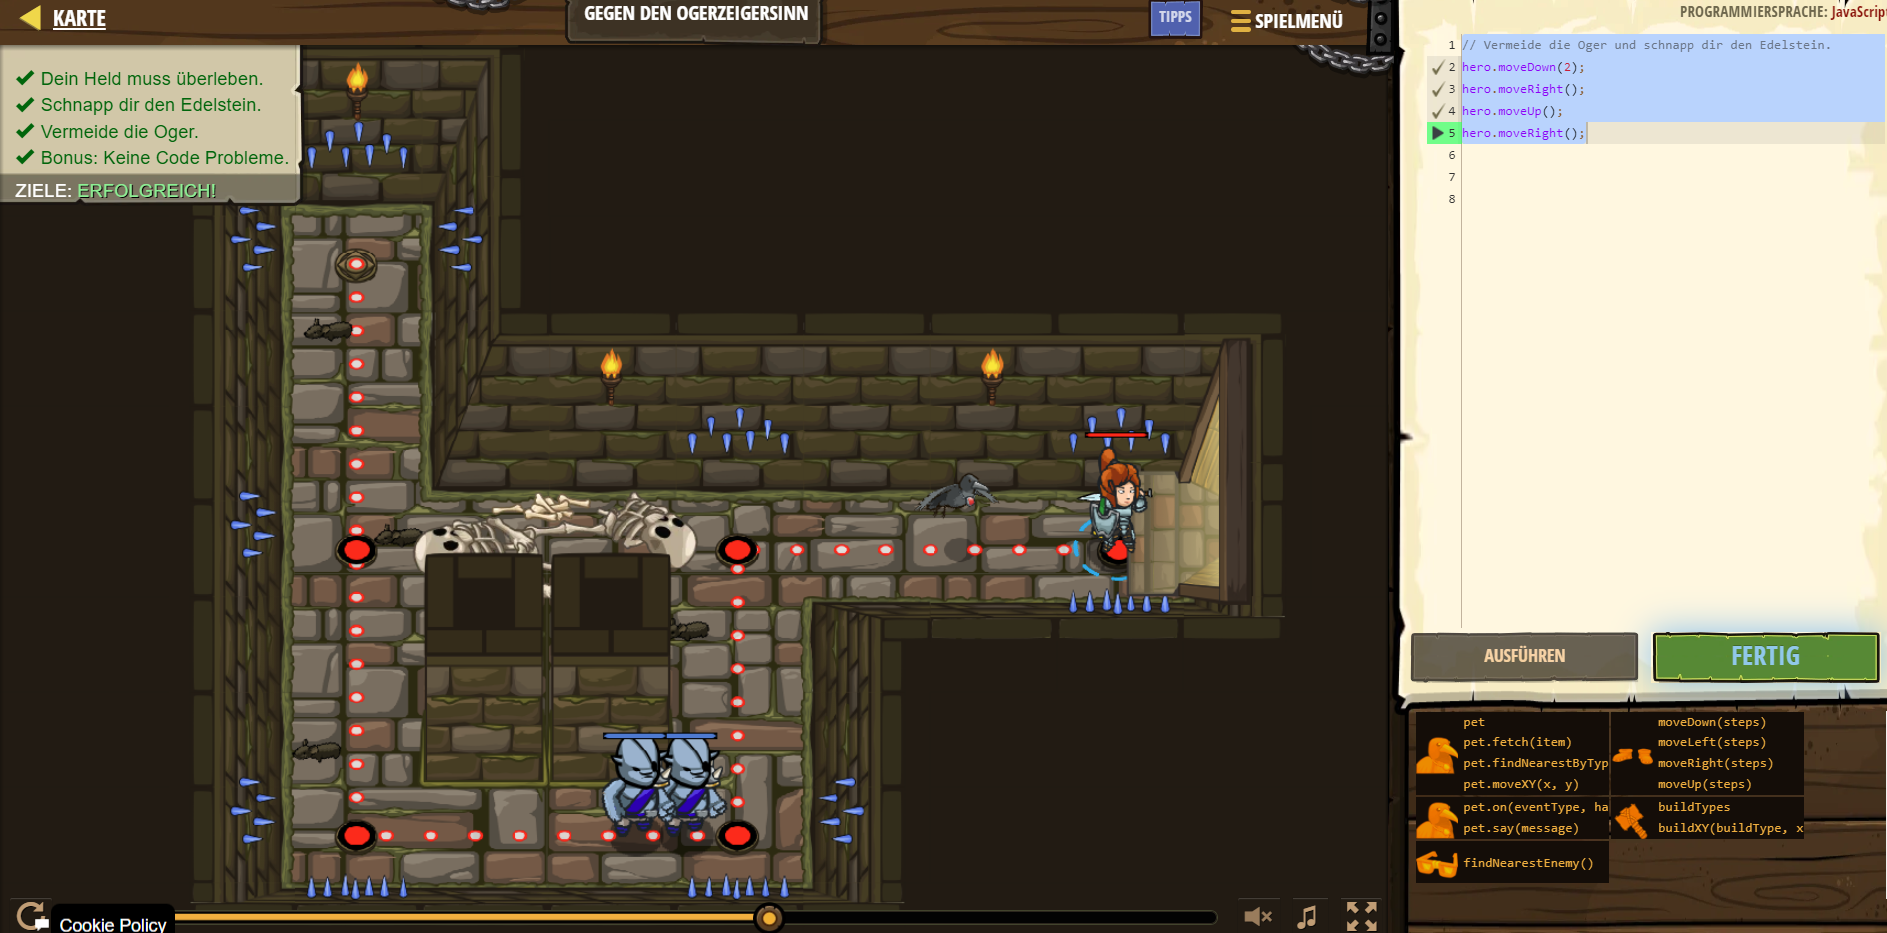 KARTE
GEGEN DEN OGERZEIGERSINN
TIPPS
SPIELMENÜ
PROGRAMMIERSPRACHE: JavaScript
Dein Held muss überleben.
Schnapp dir den Edelstein.
Vermeide die Oger.
Bonus: Keine Code Probleme.
ZIELE: ERFOLGREICH!
1 // Vermeide die Oger und schnapp dir den Edelstein.
2 hero.moveDown(2);
3 hero.moveRight();
4 hero.moveUp();
5 hero.moveRight();
6
7
8
AUSFÜHREN
FERTIG
pet
pet.fetch(item)
pet.findNearestByTyp
pet.moveXY(x, y)
pet.on(eventType, ha
pet.say(message)
findNearestEnemy()
moveDown(steps)
moveLeft(steps)
moveRight(steps)
moveUp(steps)
buildTypes
buildXY(buildType, x
Cookie Policy